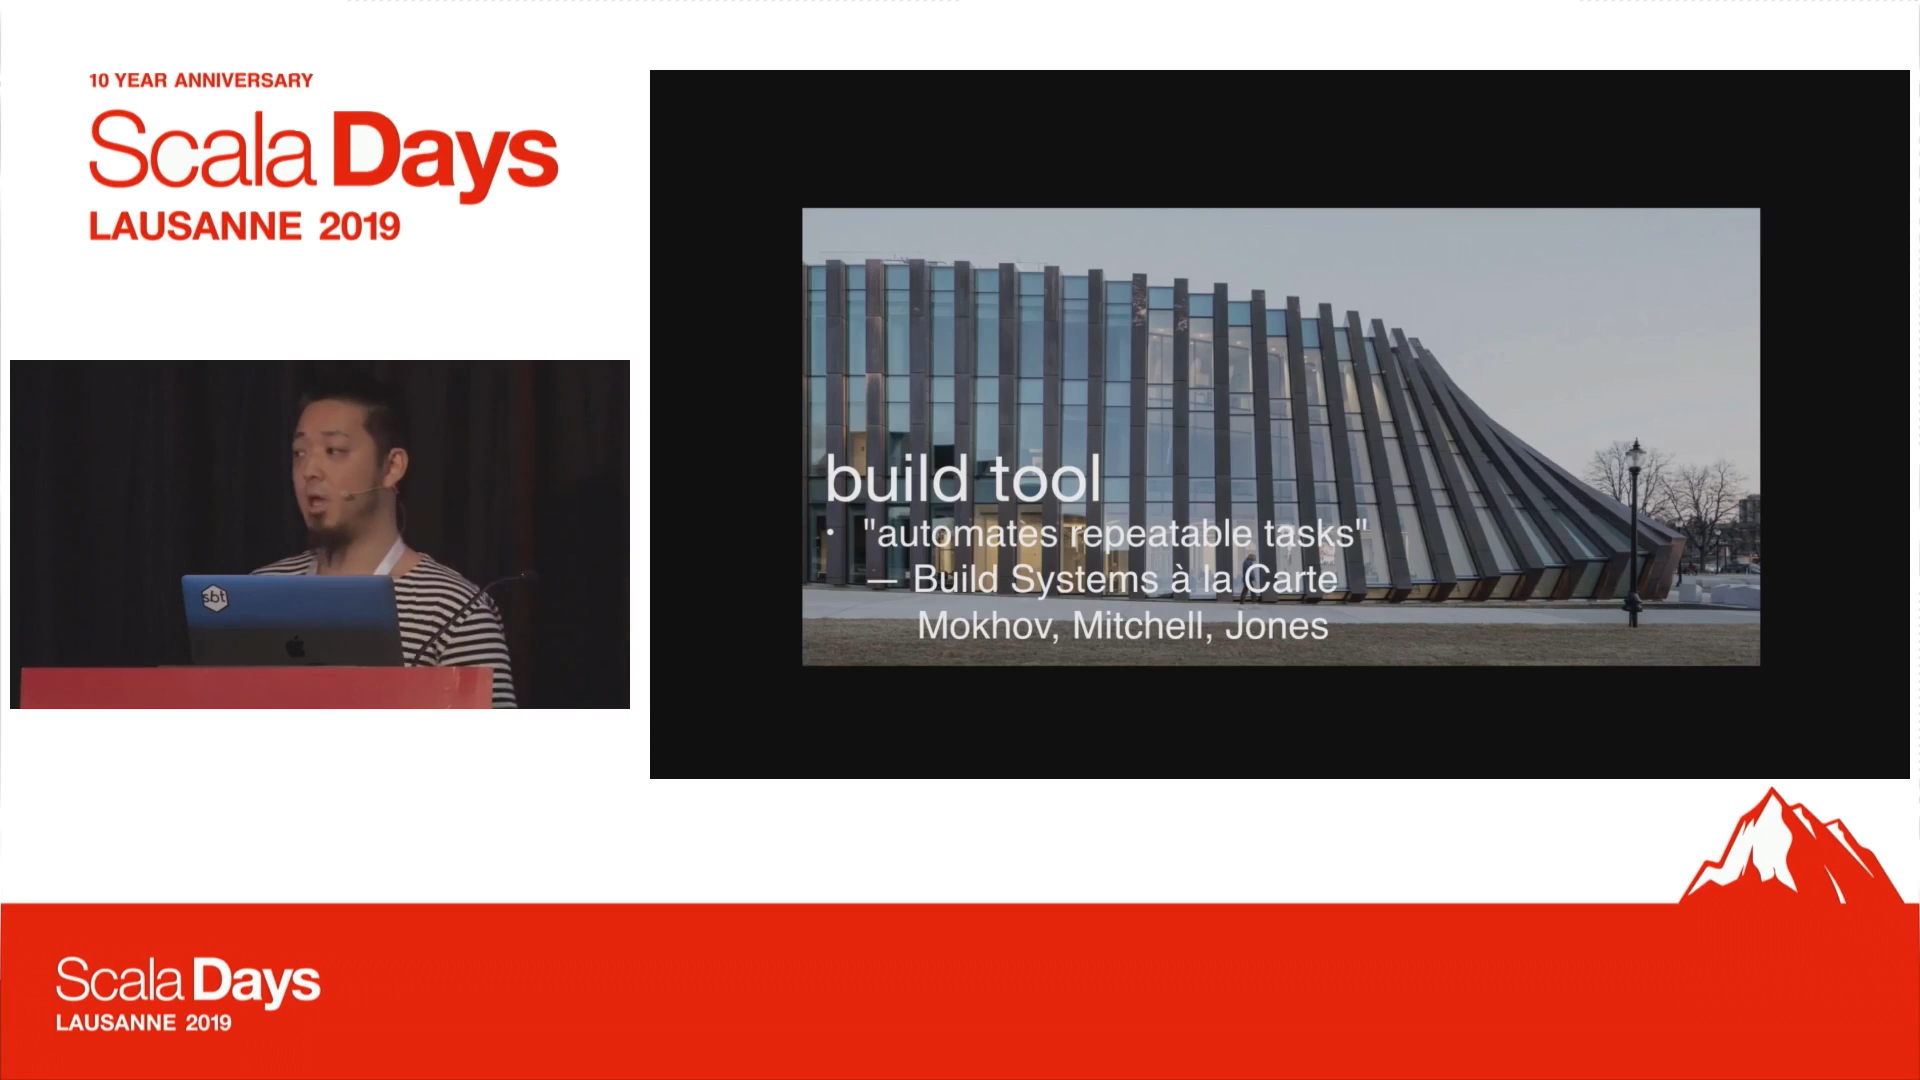 10 YEAR ANNIVERSARY
Scala Days
LAUSANNE 2019
sbt
build tool
• "automates repeatable tasks"
— Build Systems à la Carte
Mokhov, Mitchell, Jones
Scala Days
LAUSANNE 2019